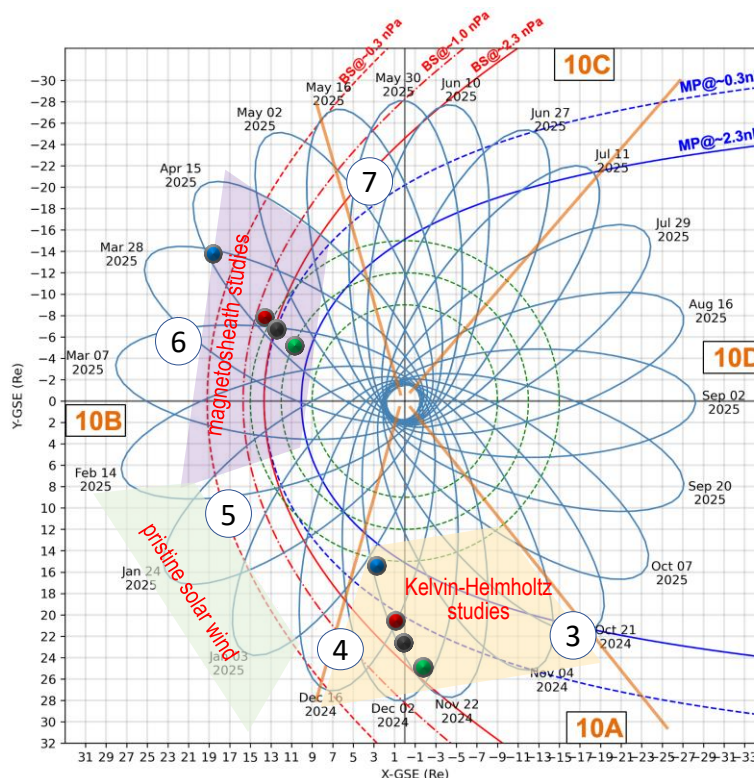 BS@~0.3 nPa
BS@~1.0 nPa
BS@~2.3 nPa
10C
May 16
2025
May 30
2025
Jun 10
2025
MP@~0.3n
May 02
2025
Jun 27
2025
MP@~2.3n
Apr 15
2025
7
Jul 11
2025
Mar 28
2025
Jul 29
2025
magnetosheath studies
6
Aug 16
2025
Mar 07
2025
10D
Sep 02
2025
10B
Feb 14
2025
Sep 20
2025
5
pristine solar wind
Jan 24
2025
Oct 07
2025
Kelvin-Helmholtz
studies
4
3
Oct 21
2024
Jan 03
2025
Nov 04
2024
Dec 16
2024
Dec 02
2024
Nov 22
2024
10A
Y-GSE (Re)
−30
−28
−26
−24
−22
−20
−18
−16
−14
−12
−10
−8
−6
−4
−2
0
2
4
6
8
10
12
14
16
18
20
22
24
26
28
30
32
31 29 27 25 23 21 19 17 15 13 11 9 7 5 3 1 −1 −3 −5 −7 −9 −11 −13 −15 −17 −19 −21 −23 −25 −27 −29 −31 −33
X-GSE (Re)